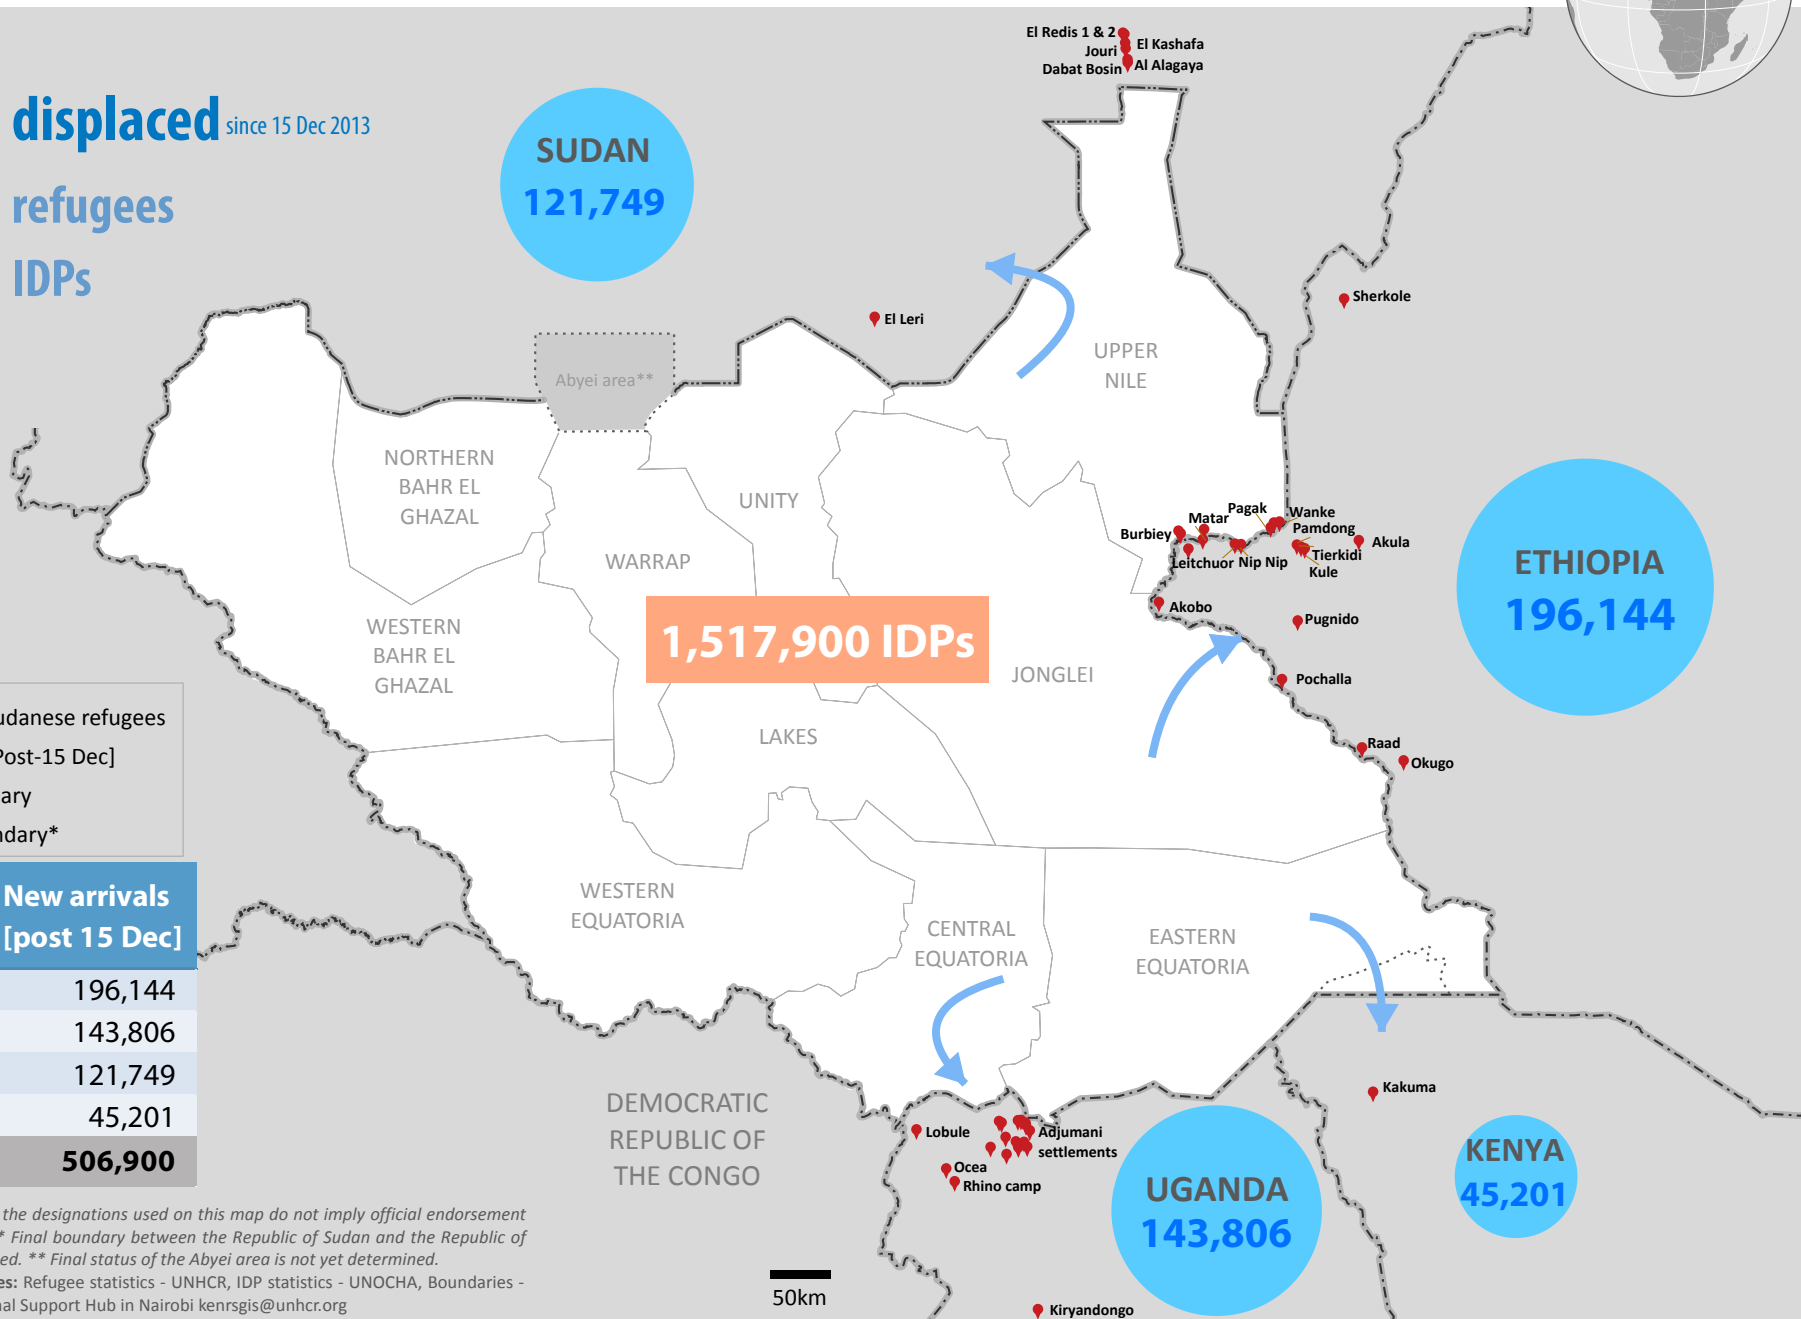 displaced since 15 Dec 2013
refugees
IDPs
El Redis 1 & 2
El Kashafa
Jouri
Dabat Bosin
Al Alagaya
SUDAN
121,749
Sherkole
El Leri
UPPER
NILE
Abyei area**
NORTHERN
BAHR EL
GHAZAL
UNITY
WARRAP
Pagak
Wanke
Matar
Pamdong
Burbiey
Akula
Tierkidi
Leitchuor
Nip Nip
Kule
ETHIOPIA
196,144
Akobo
Pugnido
WESTERN
BAHR EL
GHAZAL
1,517,900 IDPs
JONGLEI
Pochalla
LAKES
Raad
Okugo
udanese refugees
Post-15 Dec]
ary
ndary*
New arrivals
[post 15 Dec]
196,144
143,806
121,749
45,201
506,900
WESTERN
EQUATORIA
CENTRAL
EQUATORIA
EASTERN
EQUATORIA
DEMOCRATIC
REPUBLIC OF
THE CONGO
Kakuma
Lobule
Adjumani
settlements
Ocea
Rhino camp
UGANDA
143,806
KENYA
45,201
Kiryandongo
50km
the designations used on this map do not imply official endorsement
* Final boundary between the Republic of Sudan and the Republic of
ed. ** Final status of the Abyei area is not yet determined.
es: Refugee statistics - UNHCR, IDP statistics - UNOCHA, Boundaries -
nal Support Hub in Nairobi kenrsgis@unhcr.org